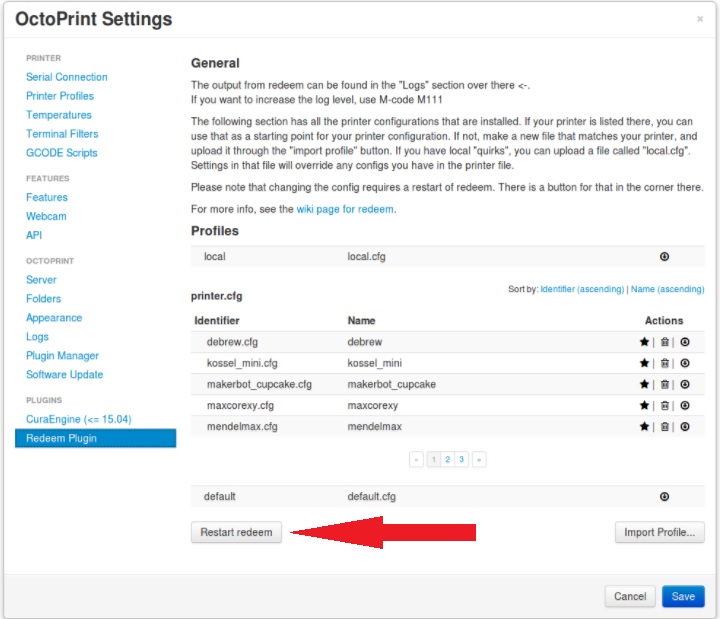 OctoPrint Settings ×
PRINTER
Serial Connection
Printer Profiles
Temperatures
Terminal Filters
GCODE Scripts
FEATURES
Features
Webcam
API
OCTOPRINT
Server
Folders
Appearance
Logs
Plugin Manager
Software Update
PLUGINS
CuraEngine (<= 15.04)
Redeem Plugin
General
The output from redeem can be found in the "Logs" section over there <-.
If you want to increase the log level, use M-code M111
The following section has all the printer configurations that are installed. If your printer is listed there, you can
use that as a starting point for your printer configuration. If not, make a new file that matches your printer, and
upload it through the "import profile" button. If you have local "quirks", you can upload a file called "local.cfg".
Settings in that file will override any configs you have in the printer file.
Please note that changing the config requires a restart of redeem. There is a button for that in the corner there.
For more info, see the wiki page for redeem.
Profiles
local local.cfg
Sort by: Identifier (ascending) | Name (ascending)
printer.cfg
Identifier Name Actions
debrew.cfg debrew | |
kossel_mini.cfg kossel_mini | |
makerbot_cupcake.cfg makerbot_cupcake | |
maxcorexy.cfg maxcorexy | |
mendelmax.cfg mendelmax | |
« 1 2 3 »
default default.cfg
Restart redeem Import Profile...
Cancel Save